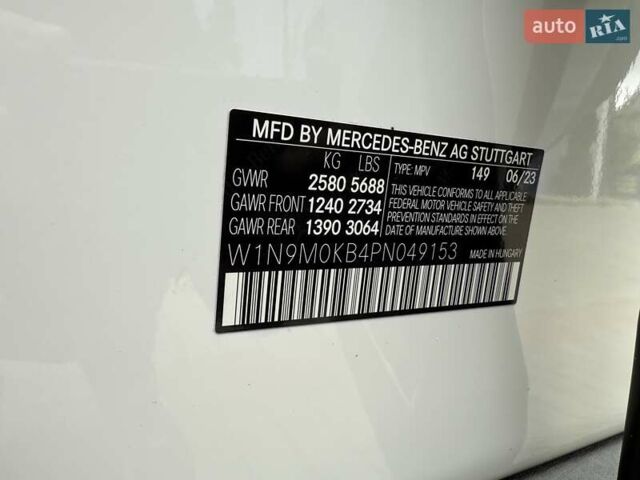 auto RIA.com
MFD BY MERCEDES-BENZ AG STUTTGART
KG LBS
TYPE: MPV 149 06/23
GVWR 2580 5688
GAWR FRONT 1240 2734
GAWR REAR 1390 3064
THIS VEHICLE CONFORMS TO ALL APPLICABLE
FEDERAL MOTOR VEHICLE SAFETY AND THEFT
PREVENTION STANDARDS IN EFFECT ON THE
DATE OF MANUFACTURE SHOWN ABOVE.
W1N9M0KB4PN049153
MADE IN HUNGARY